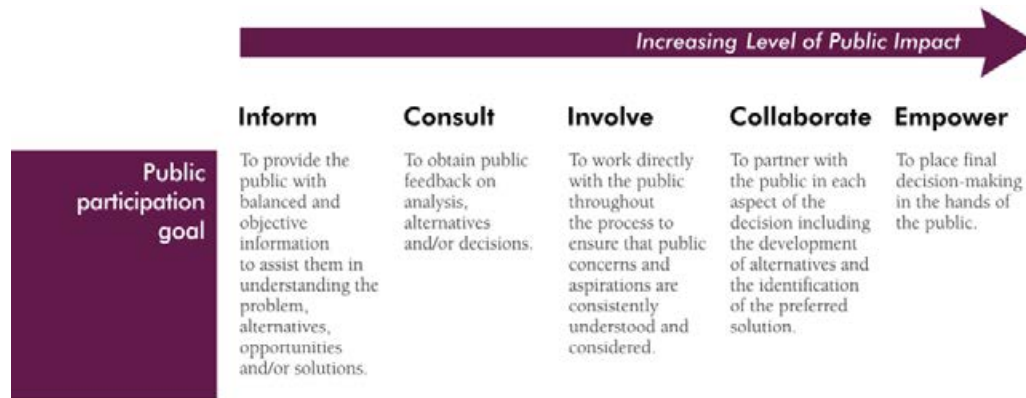 Increasing Level of Public Impact
Inform
Consult
Involve
Collaborate
Empower
Public
participation
goal
To provide the
public with
balanced and
objective
information
to assist them in
understanding the
problem,
alternatives,
opportunities
and/or solutions.
To obtain public
feedback on
analysis,
alternatives
and/or decisions.
To work directly
with the public
throughout
the process to
ensure that public
concerns and
aspirations are
consistently
understood and
considered.
To partner with
the public in each
aspect of the
decision including
the development
of alternatives and
the identification
of the preferred
solution.
To place final
decision-making
in the hands of
the public.